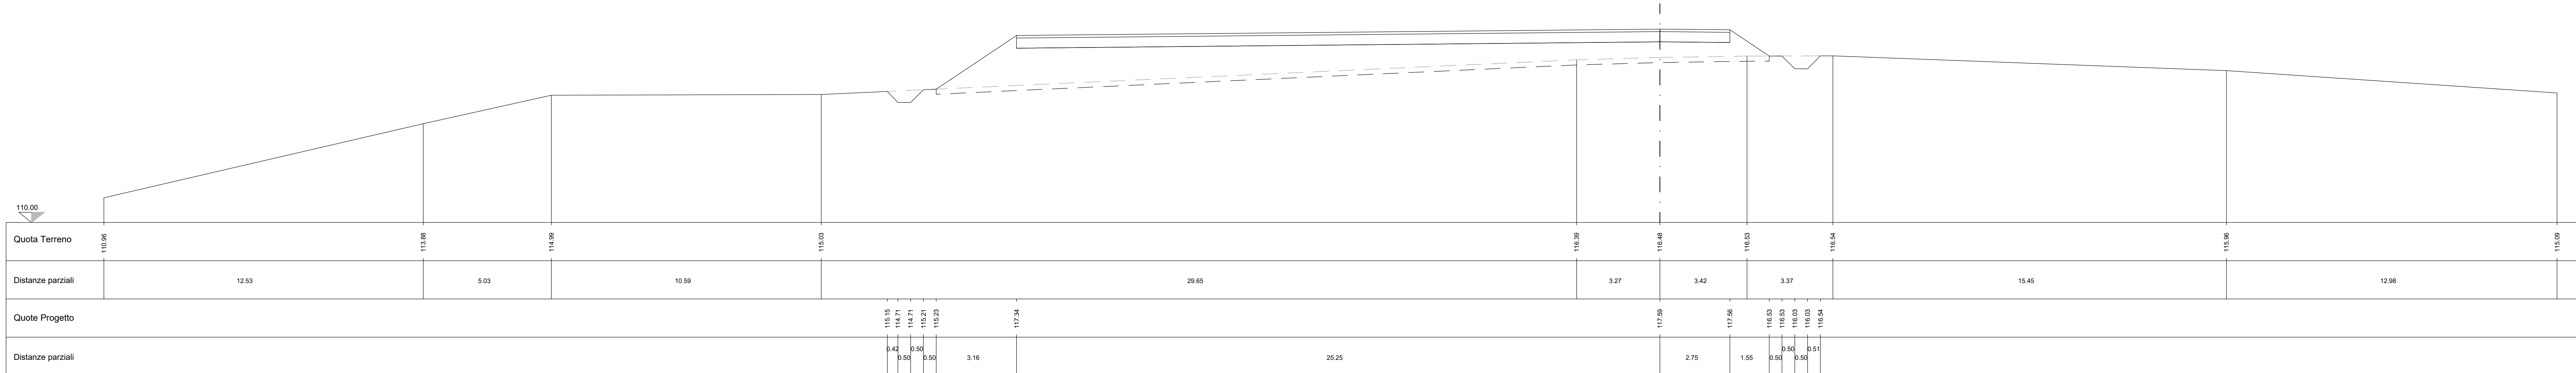 110.00
Quota Terreno 110.96 113.88 114.99 115.03 116.39 116.48 116.53 116.54 115.96 115.09
Distanze parziali 12.53 5.03 10.59 29.65 3.27 3.42 3.37 15.45 12.98
Quote Progetto 115.15 114.71 114.71 115.21 115.23 117.34 117.59 117.56 116.53 116.53 116.03 116.03 116.54
Distanze parziali 0.42 0.50 0.50 0.50 3.16 25.25 2.75 1.55 0.50 0.50 0.50 0.51